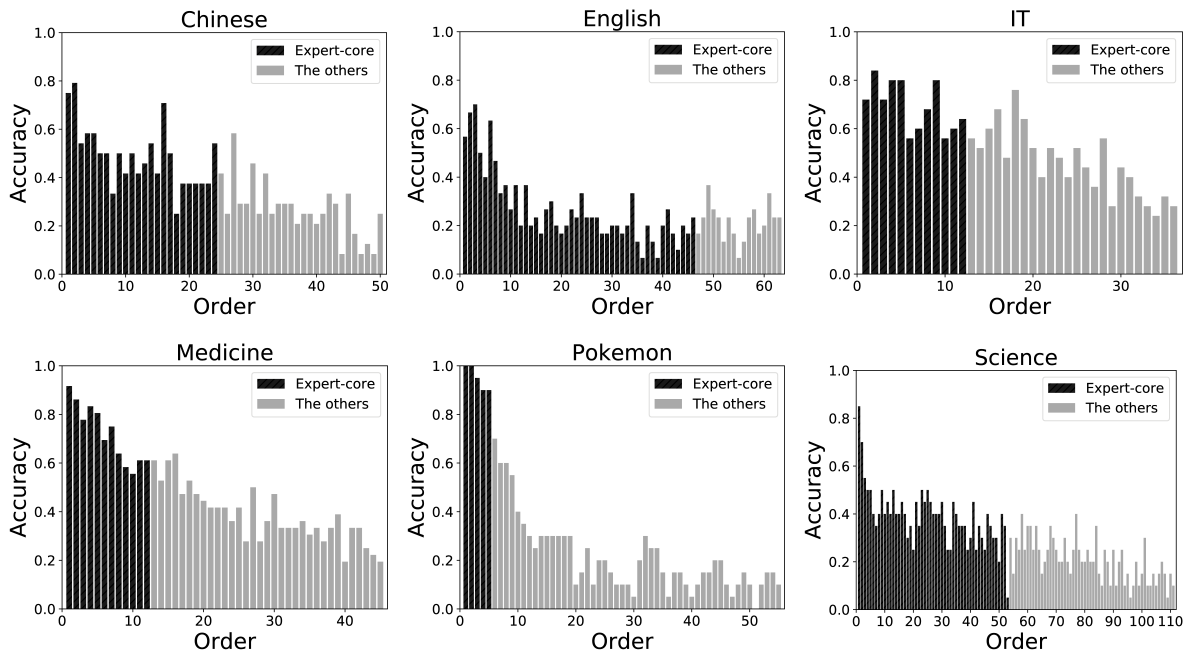 Chinese
Accuracy
1.0
0.8
0.6
0.4
0.2
0.0
Expert-core
The others
0 10 20 30 40 50
Order
English
Accuracy
1.0
0.8
0.6
0.4
0.2
0.0
Expert-core
The others
0 10 20 30 40 50 60
Order
IT
Accuracy
1.0
0.8
0.6
0.4
0.2
0.0
Expert-core
The others
0 10 20 30
Order
Medicine
Accuracy
1.0
0.8
0.6
0.4
0.2
0.0
Expert-core
The others
0 10 20 30 40
Order
Pokemon
Accuracy
1.0
0.8
0.6
0.4
0.2
0.0
Expert-core
The others
0 10 20 30 40 50
Order
Science
Accuracy
1.0
0.8
0.6
0.4
0.2
0.0
Expert-core
The others
0 10 20 30 40 50 60 70 80 90 100 110
Order